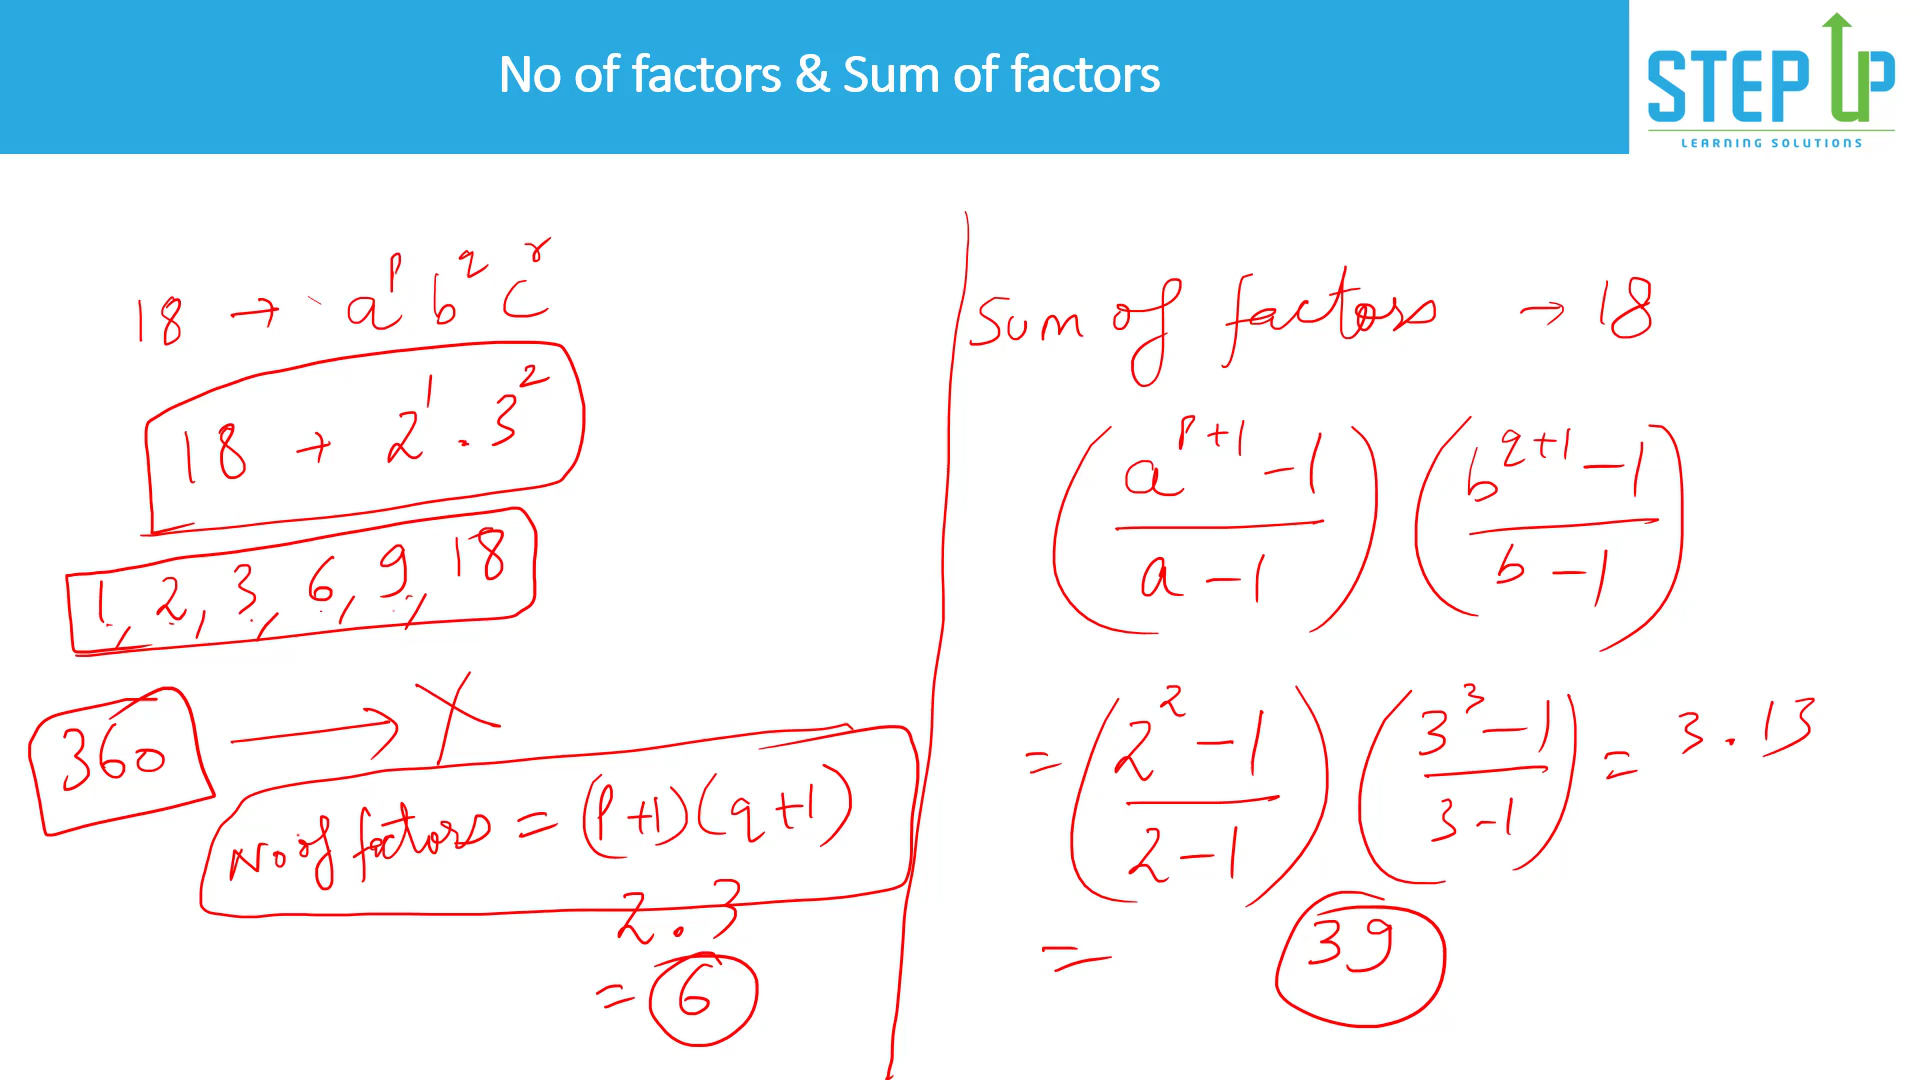 No of factors & Sum of factors
STEP UP
LEARNING SOLUTIONS
18 → a^p b^q c^r
18 → 2^1 . 3^2
1, 2, 3, 6, 9, 18
360 → X
No of factors = (p+1)(q+1)
2 . 3
= 6
Sum of factors → 18
(a^(p+1) - 1 / a - 1) (b^(q+1) - 1 / b - 1)
= (2^2 - 1 / 2 - 1) (3^3 - 1 / 3 - 1) = 3 . 13
= 39